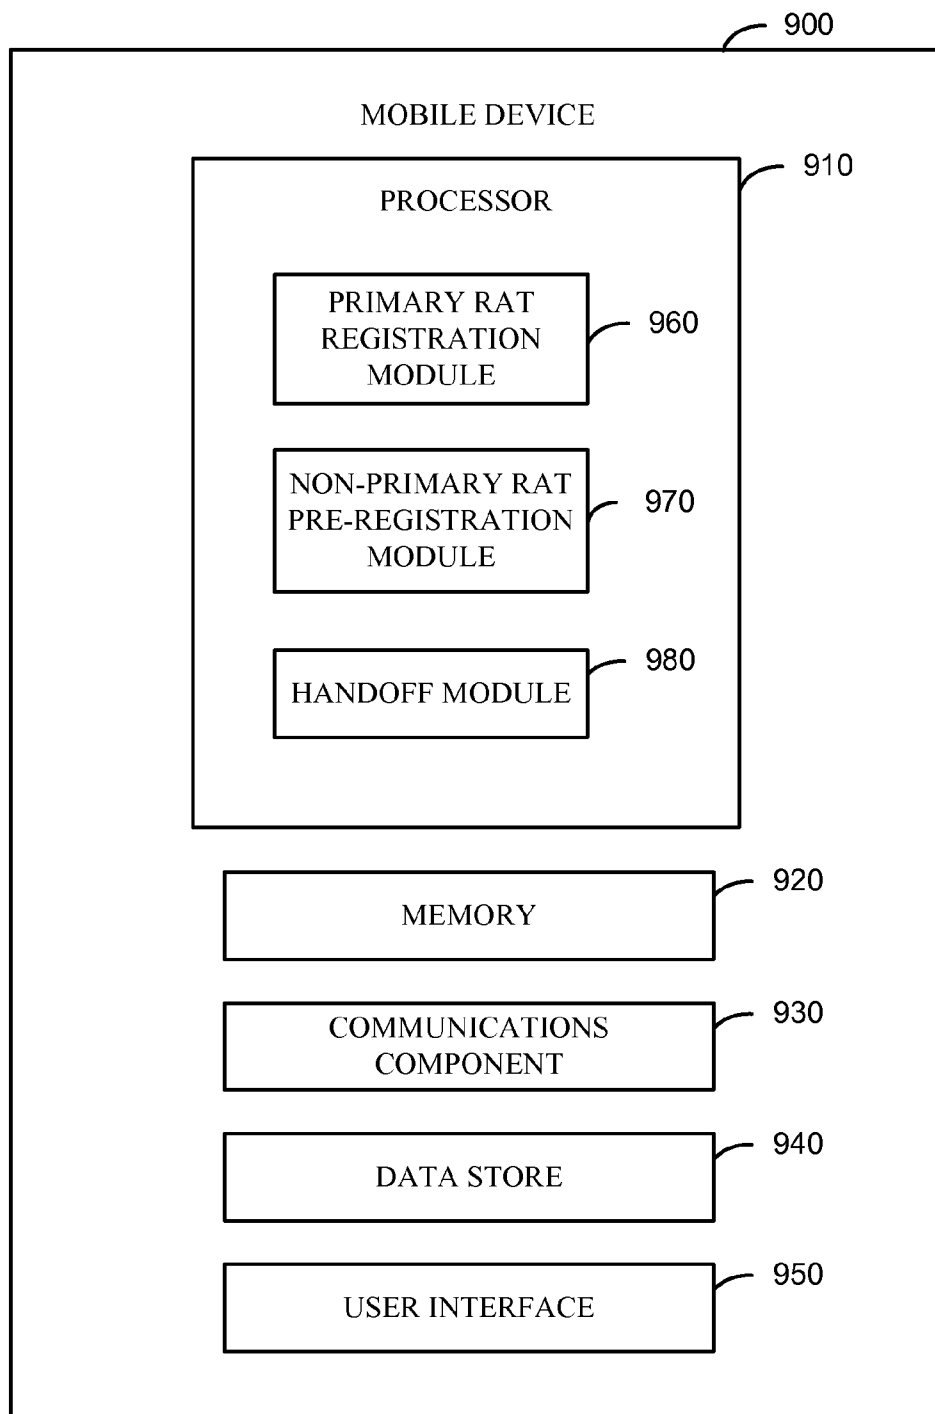 900
MOBILE DEVICE
910
PROCESSOR
PRIMARY RAT
REGISTRATION
MODULE
960
NON-PRIMARY RAT
PRE-REGISTRATION
MODULE
970
HANDOFF MODULE
980
MEMORY
920
COMMUNICATIONS
COMPONENT
930
DATA STORE
940
USER INTERFACE
950